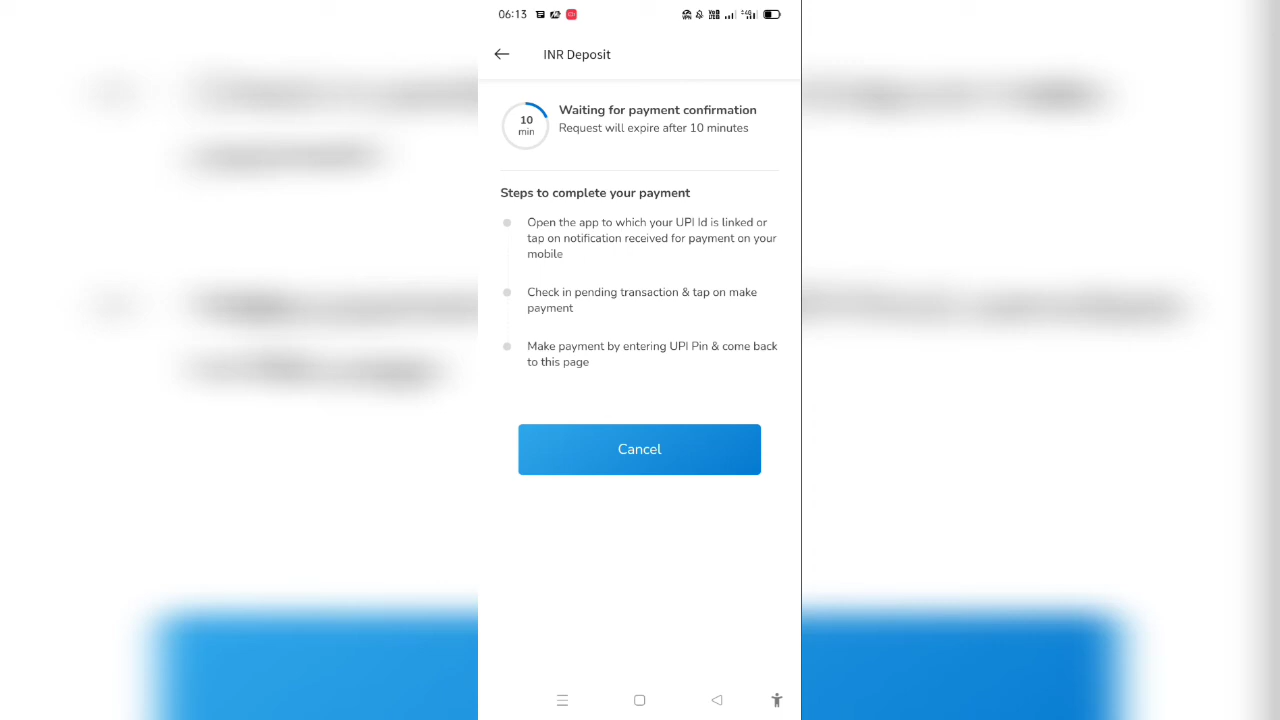 06:13
INR Deposit
10
min
Waiting for payment confirmation
Request will expire after 10 minutes
Steps to complete your payment
Open the app to which your UPI Id is linked or
tap on notification received for payment on your
mobile
Check in pending transaction & tap on make
payment
Make payment by entering UPI Pin & come back
to this page
Cancel